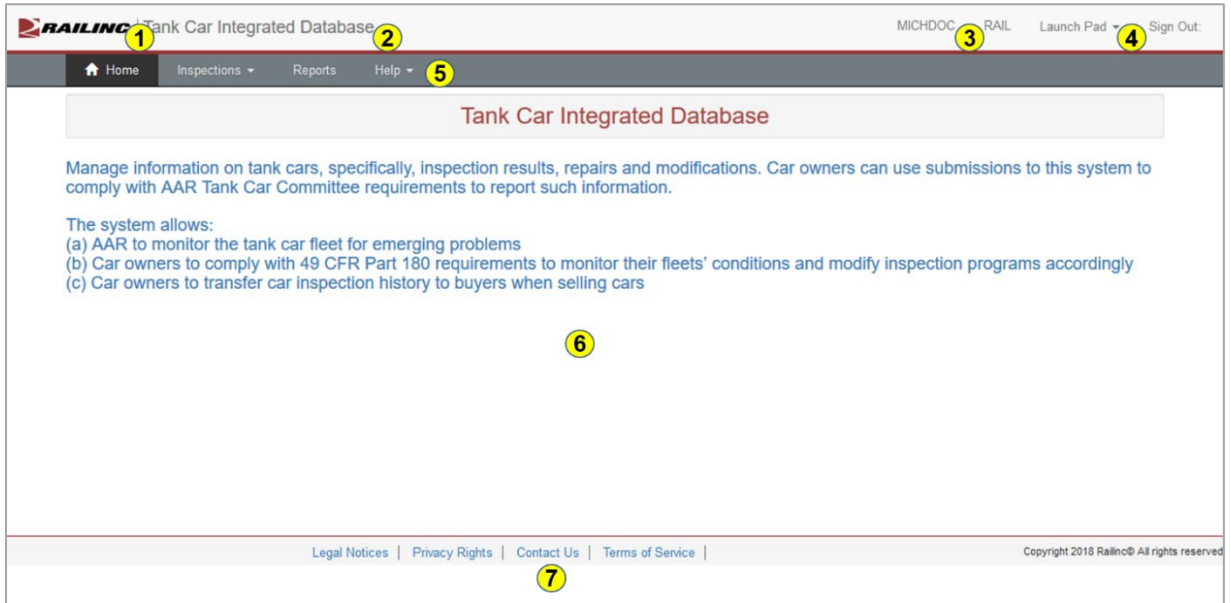 RAILINC Tank Car Integrated Database MICHDOC RAIL Launch Pad Sign Out:
1 2 3 4
Home Inspections Reports Help 5
Tank Car Integrated Database
Manage information on tank cars, specifically, inspection results, repairs and modifications. Car owners can use submissions to this system to
comply with AAR Tank Car Committee requirements to report such information.
The system allows:
(a) AAR to monitor the tank car fleet for emerging problems
(b) Car owners to comply with 49 CFR Part 180 requirements to monitor their fleets' conditions and modify inspection programs accordingly
(c) Car owners to transfer car inspection history to buyers when selling cars
6
Legal Notices | Privacy Rights | Contact Us | Terms of Service | Copyright 2018 Railinc© All rights reserved
7